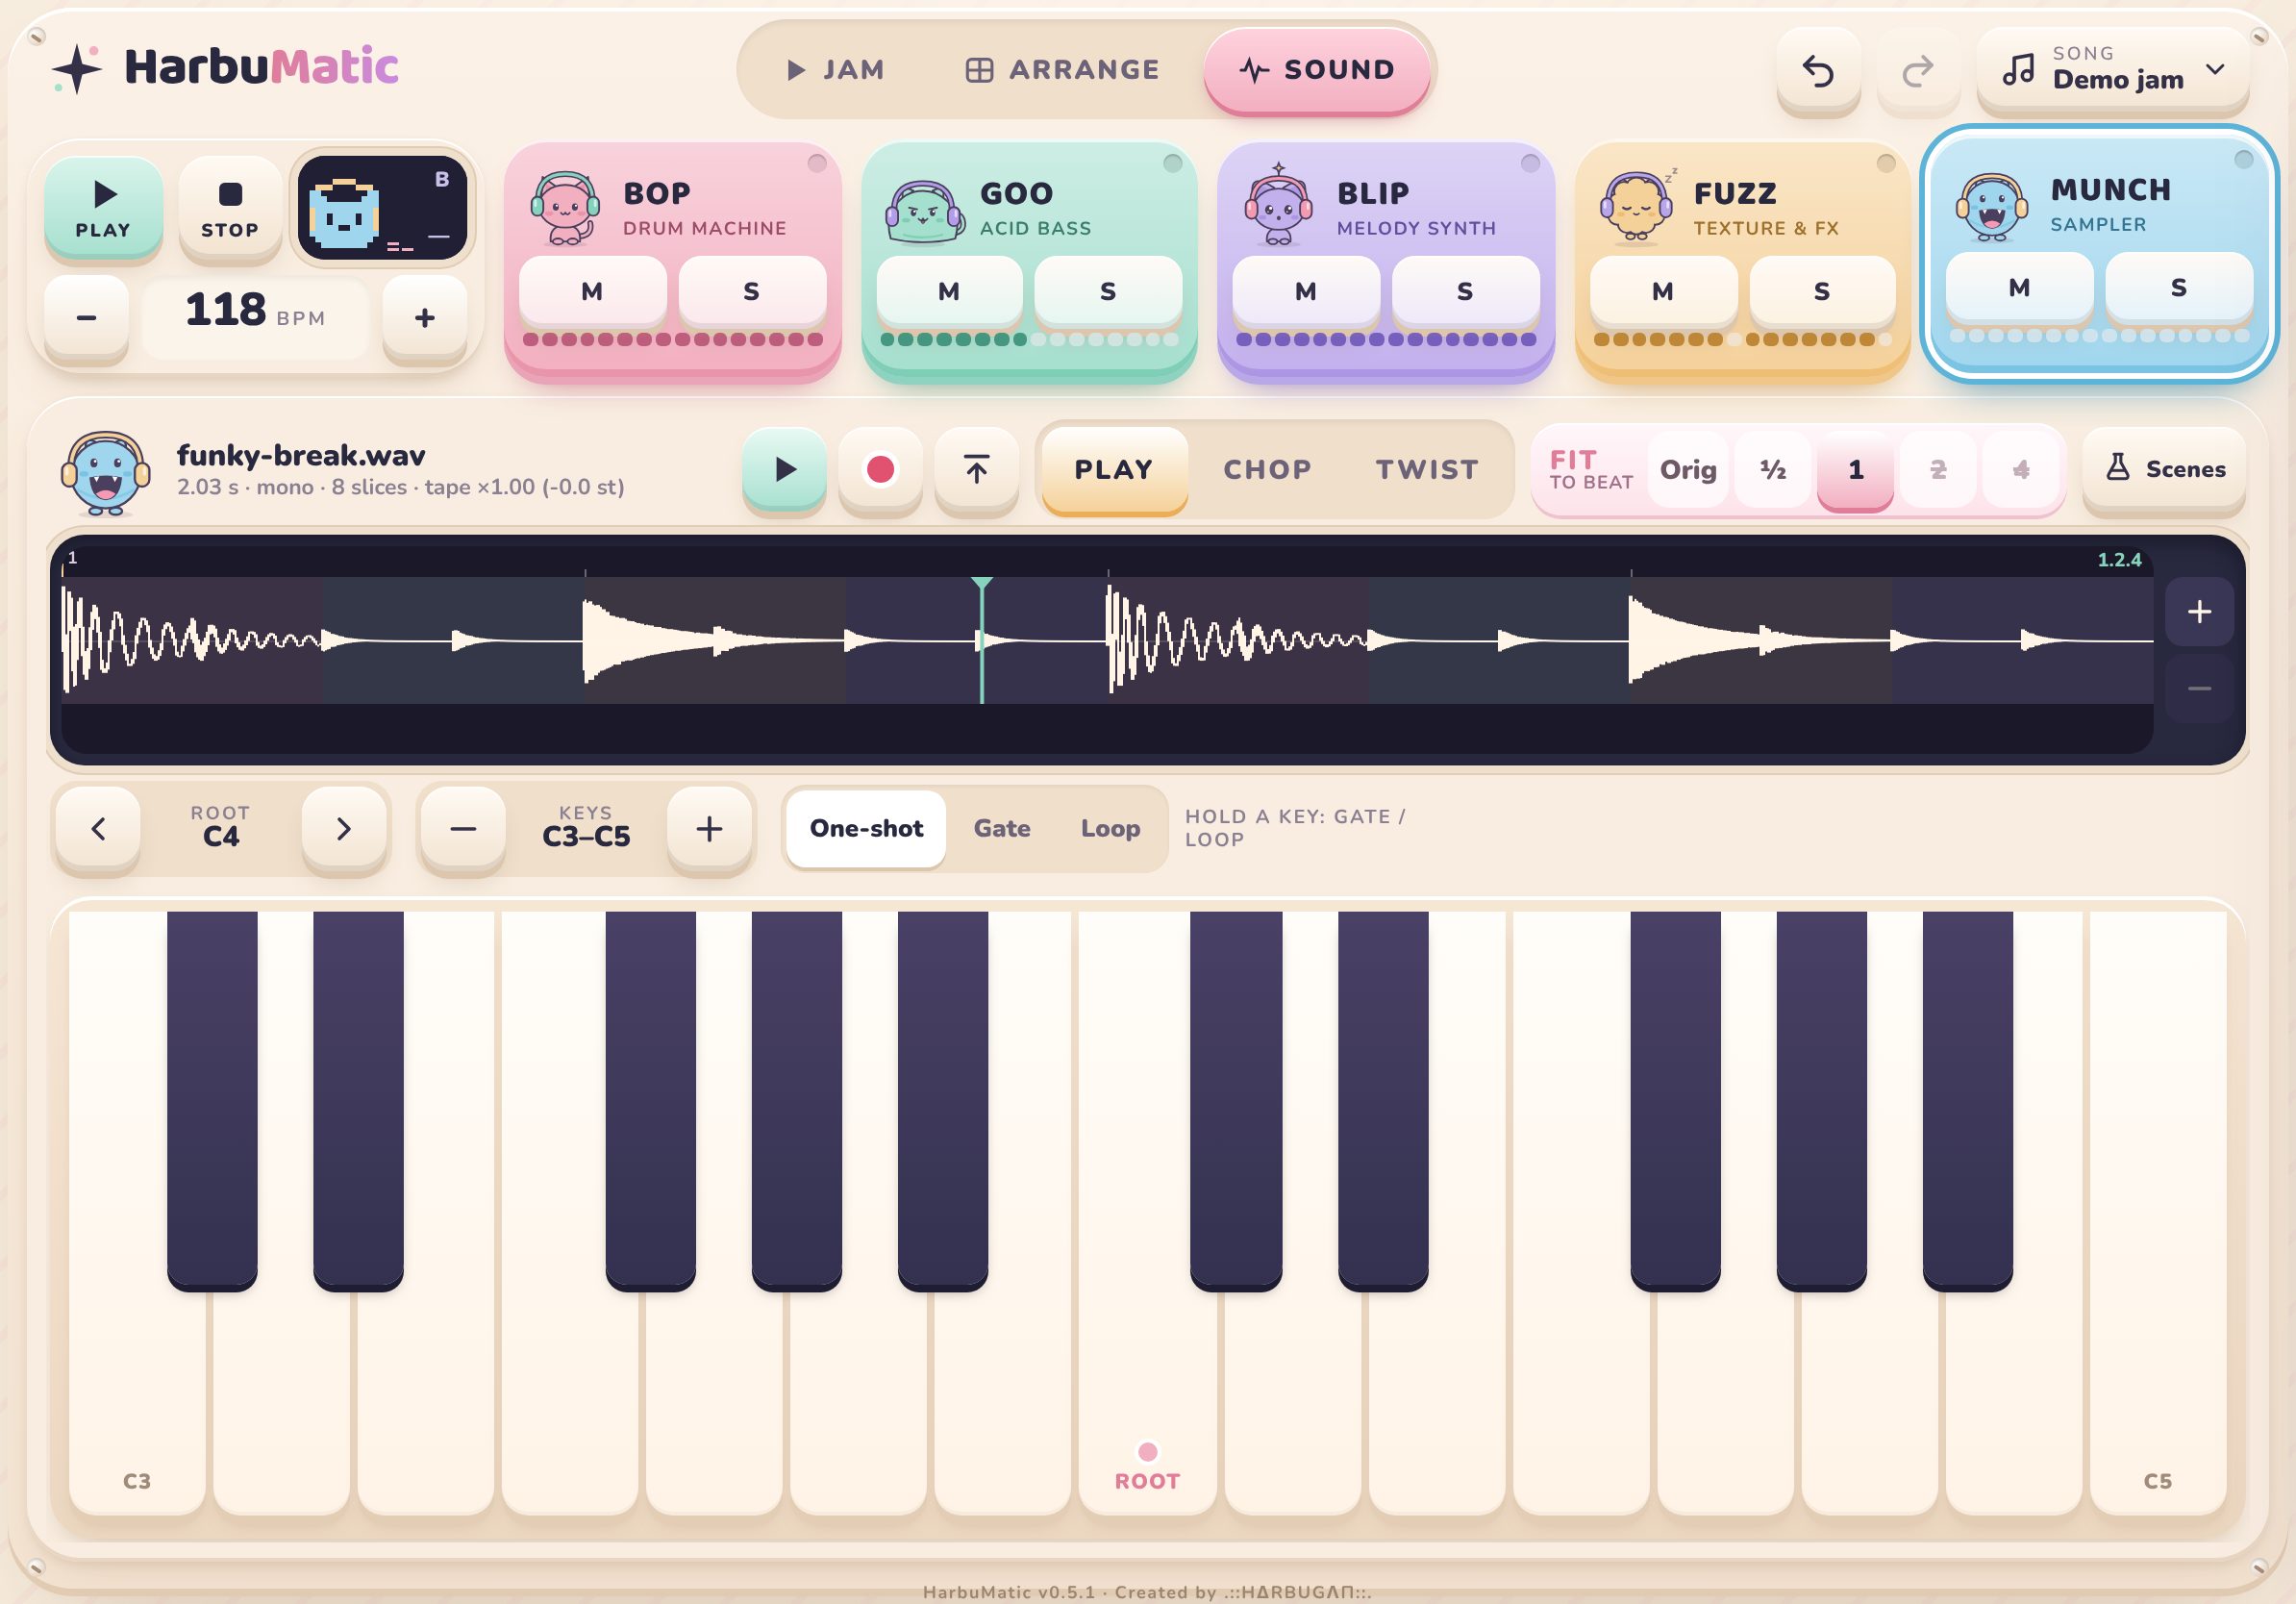 HarbuMatic
JAM
ARRANGE
SOUND
SONG
Demo jam
PLAY
STOP
B
118 BPM
BOP
DRUM MACHINE
M
S
GOO
ACID BASS
M
S
BLIP
MELODY SYNTH
M
S
z z
FUZZ
TEXTURE & FX
M
S
MUNCH
SAMPLER
M
S
funky-break.wav
2.03 s · mono · 8 slices · tape ×1.00 (-0.0 st)
PLAY
CHOP
TWIST
FIT
TO BEAT
Orig
½
1
2
4
Scenes
1
1.2.4
ROOT
C4
KEYS
C3–C5
One-shot
Gate
Loop
HOLD A KEY: GATE /
LOOP
C3
ROOT
C5
HarbuMatic v0.5.1 · Created by .::HΔRBUGΛΠ::.